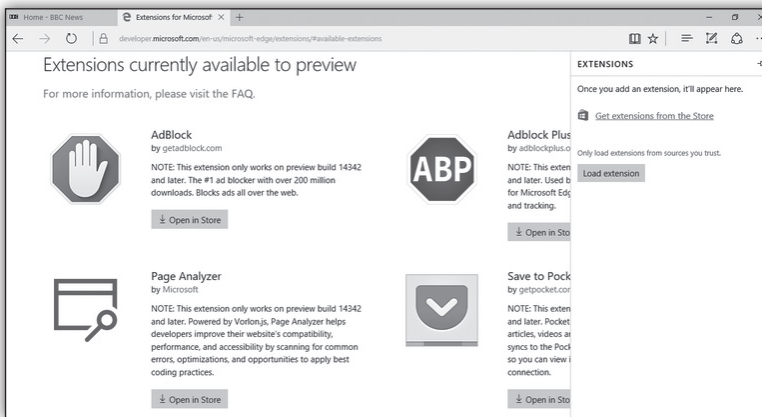 Home - BBC News
Extensions for Microsof
developer.microsoft.com/en-us/microsoft-edge/extensions/#available-extensions
Extensions currently available to preview
For more information, please visit the FAQ.
AdBlock
by getadblock.com
NOTE: This extension only works on preview build 14342
and later. The #1 ad blocker with over 200 million
downloads. Blocks ads all over the web.
Open in Store
ABP
Adblock Plus
by adblockplus.o
NOTE: This exten
and later. Used b
for Microsoft Edg
and tracking.
Open in Sto
Page Analyzer
by Microsoft
NOTE: This extension only works on preview build 14342
and later. Powered by Vorlon.js, Page Analyzer helps
developers improve their website's compatibility,
performance, and accessibility by scanning for common
errors, optimizations, and opportunities to apply best
coding practices.
Open in Store
Save to Pock
by getpocket.cor
NOTE: This exten
and later. Pocket
articles, videos a
syncs to the Pock
so you can view i
connection.
Open in Sto
EXTENSIONS
Once you add an extension, it'll appear here.
Get extensions from the Store
Only load extensions from sources you trust.
Load extension